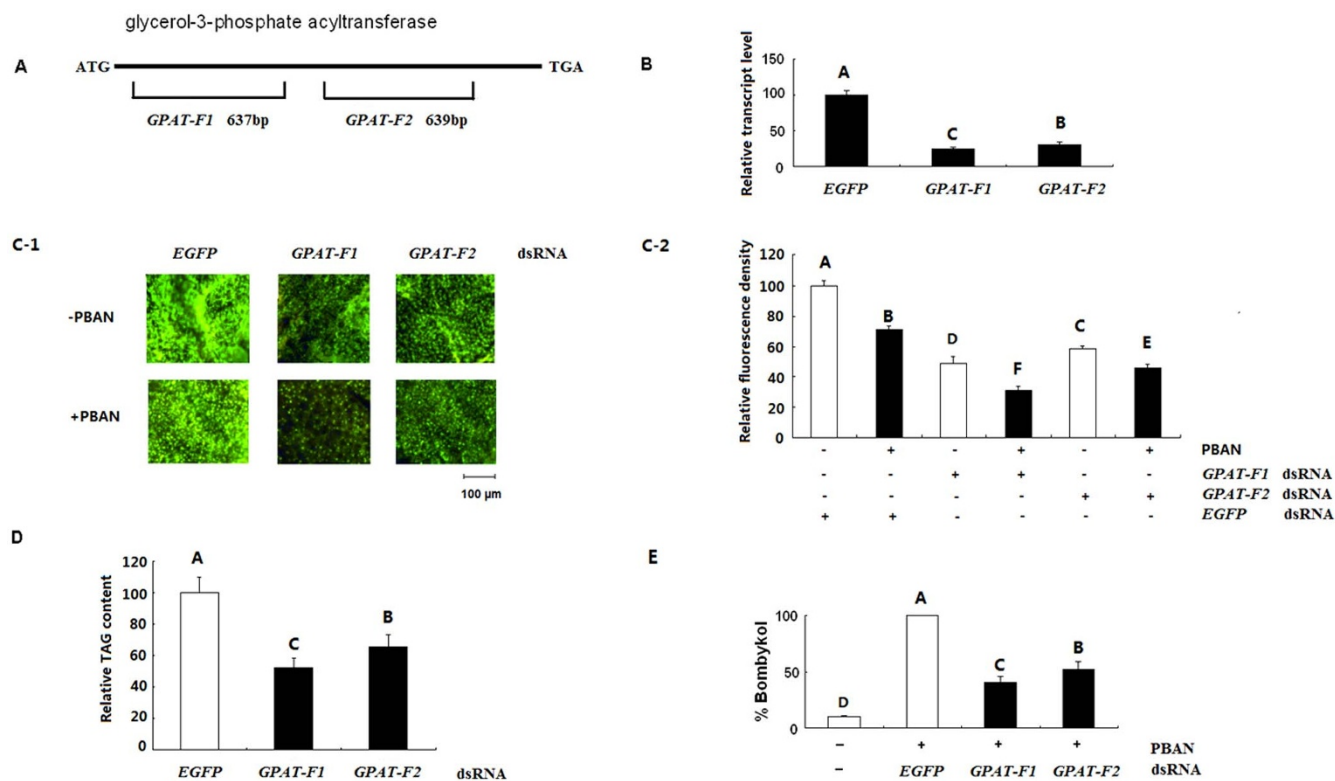 glycerol-3-phosphate acyltransferase
A
ATG
TGA
GPAT-F1 637bp
GPAT-F2 639bp
B
Relative transcript level
150
100
50
0
A
C
B
EGFP
GPAT-F1
GPAT-F2
C-1
EGFP
GPAT-F1
GPAT-F2
dsRNA
-PBAN
+PBAN
100 μm
C-2
Relative fluorescence density
120
100
80
60
40
20
0
A
B
D
F
C
E
- + - + - + PBAN
- - + + - - GPAT-F1 dsRNA
- - - - + + GPAT-F2 dsRNA
+ + - - - - EGFP dsRNA
D
Relative TAG content
120
100
80
60
40
20
0
A
C
B
EGFP
GPAT-F1
GPAT-F2
dsRNA
E
% Bombykol
100
50
0
D
A
C
B
– + + + PBAN
– EGFP GPAT-F1 GPAT-F2 dsRNA